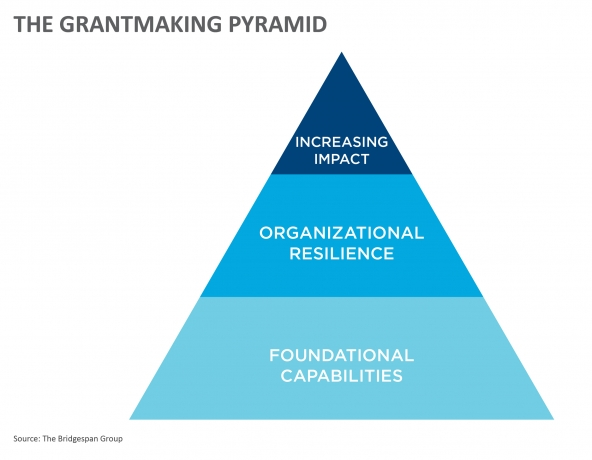 THE GRANTMAKING PYRAMID
INCREASING
IMPACT
ORGANIZATIONAL
RESILIENCE
FOUNDATIONAL
CAPABILITIES
Source: The Bridgespan Group